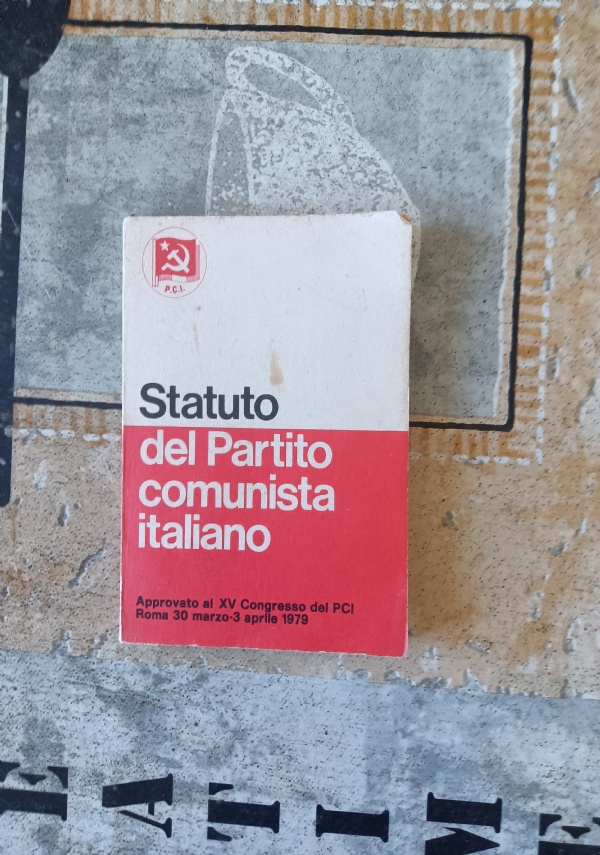 P.C.I.
Statuto
del Partito
comunista
italiano
Approvato al XV Congresso del PCI
Roma 30 marzo-3 aprile 1979
E A T I M E